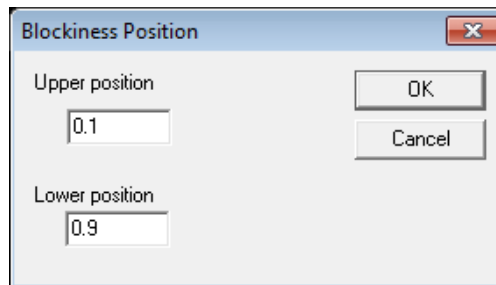 Blockiness Position
Upper position
0.1
OK
Cancel
Lower position
0.9